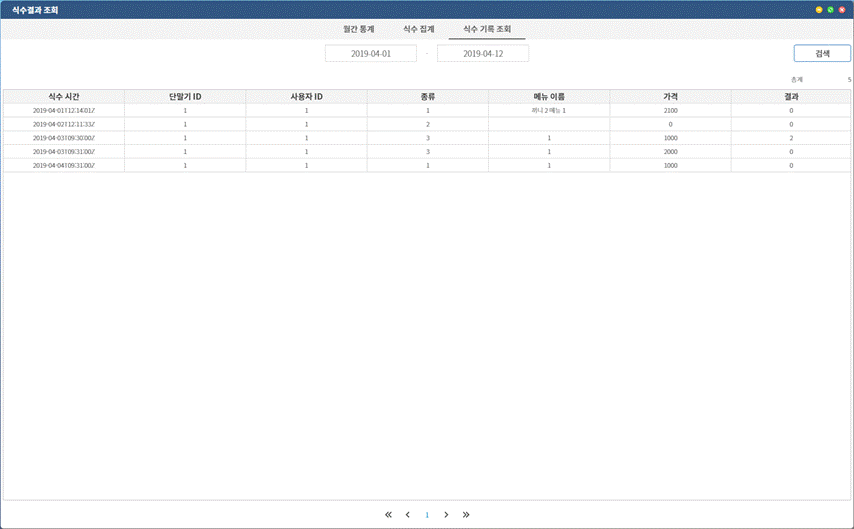 식수결과 조회
월간 통계 식수 집계 식수 기록 조회
2019-04-01 - 2019-04-12 검색
총계 5
식수 시간 단말기 ID 사용자 ID 종류 메뉴 이름 가격 결과
2019-04-01T12:14:01Z 1 1 1 끼니 2 메뉴 1 2100 0
2019-04-02T12:11:33Z 1 1 2 0 0
2019-04-03T09:30:00Z 1 1 3 1 1000 2
2019-04-03T09:31:00Z 1 1 3 1 2000 0
2019-04-04T09:31:00Z 1 1 1 1 1000 0
1